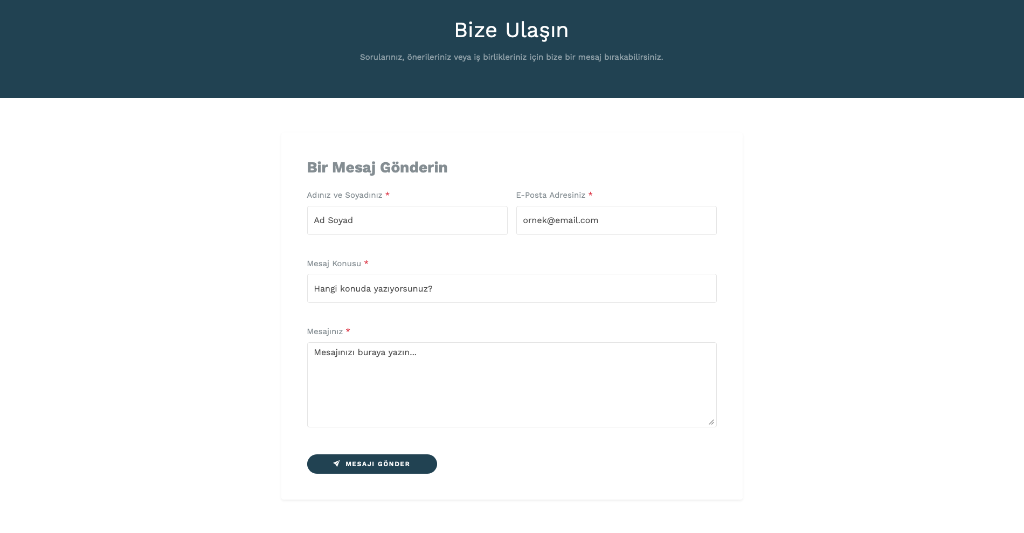 Bize Ulaşın
Sorularınız, önerileriniz veya iş birlikleriniz için bize bir mesaj bırakabilirsiniz.
Bir Mesaj Gönderin
Adınız ve Soyadınız * E-Posta Adresiniz *
Ad Soyad ornek@email.com
Mesaj Konusu *
Hangi konuda yazıyorsunuz?
Mesajınız *
Mesajınızı buraya yazın...
MESAJI GÖNDER